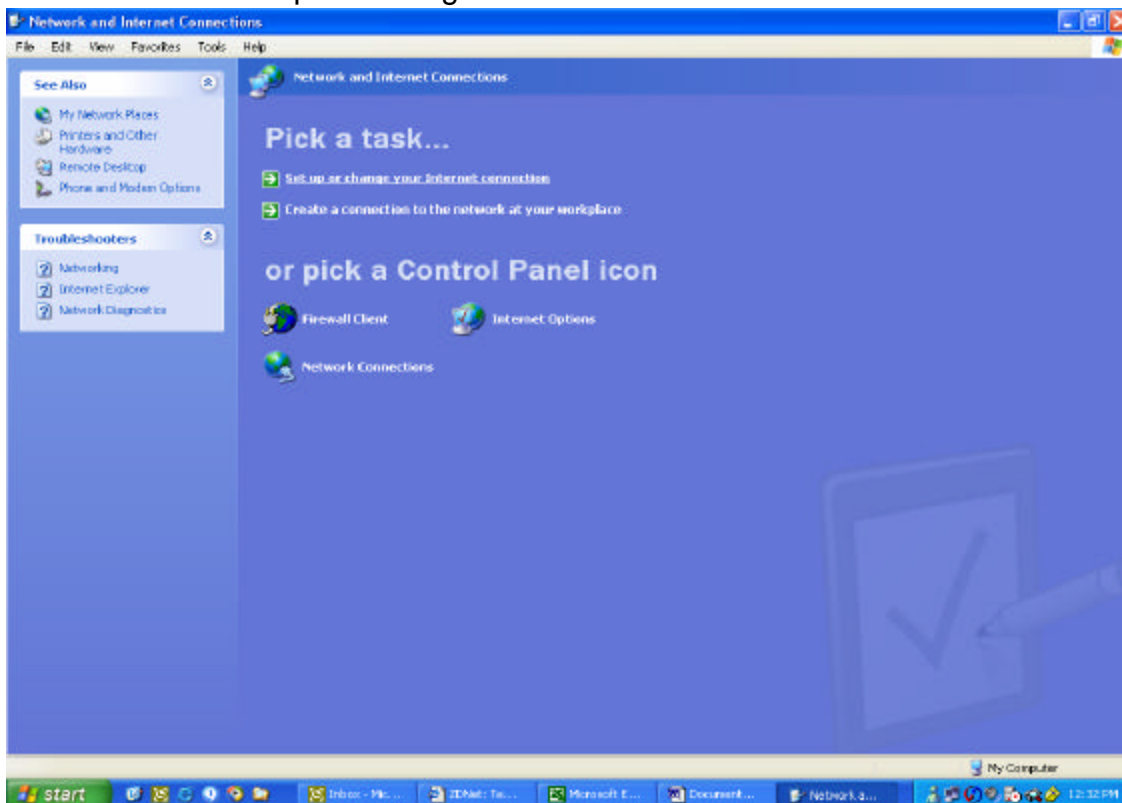 Network and Internet Connections
File Edit View Favorites Tools Help
See Also
My Network Places
Printers and Other
Hardware
Remote Desktop
Phone and Modem Options
Troubleshooters
Networking
Internet Explorer
Network Diagnostics
Network and Internet Connections
Pick a task...
Set up or change your Internet connection
Create a connection to the network at your workplace
or pick a Control Panel icon
Firewall Client
Internet Options
Network Connections
My Computer
start
Inbox - Mic...
ZDNet: Te...
Microsoft E...
Document...
Network a...
12:32 PM